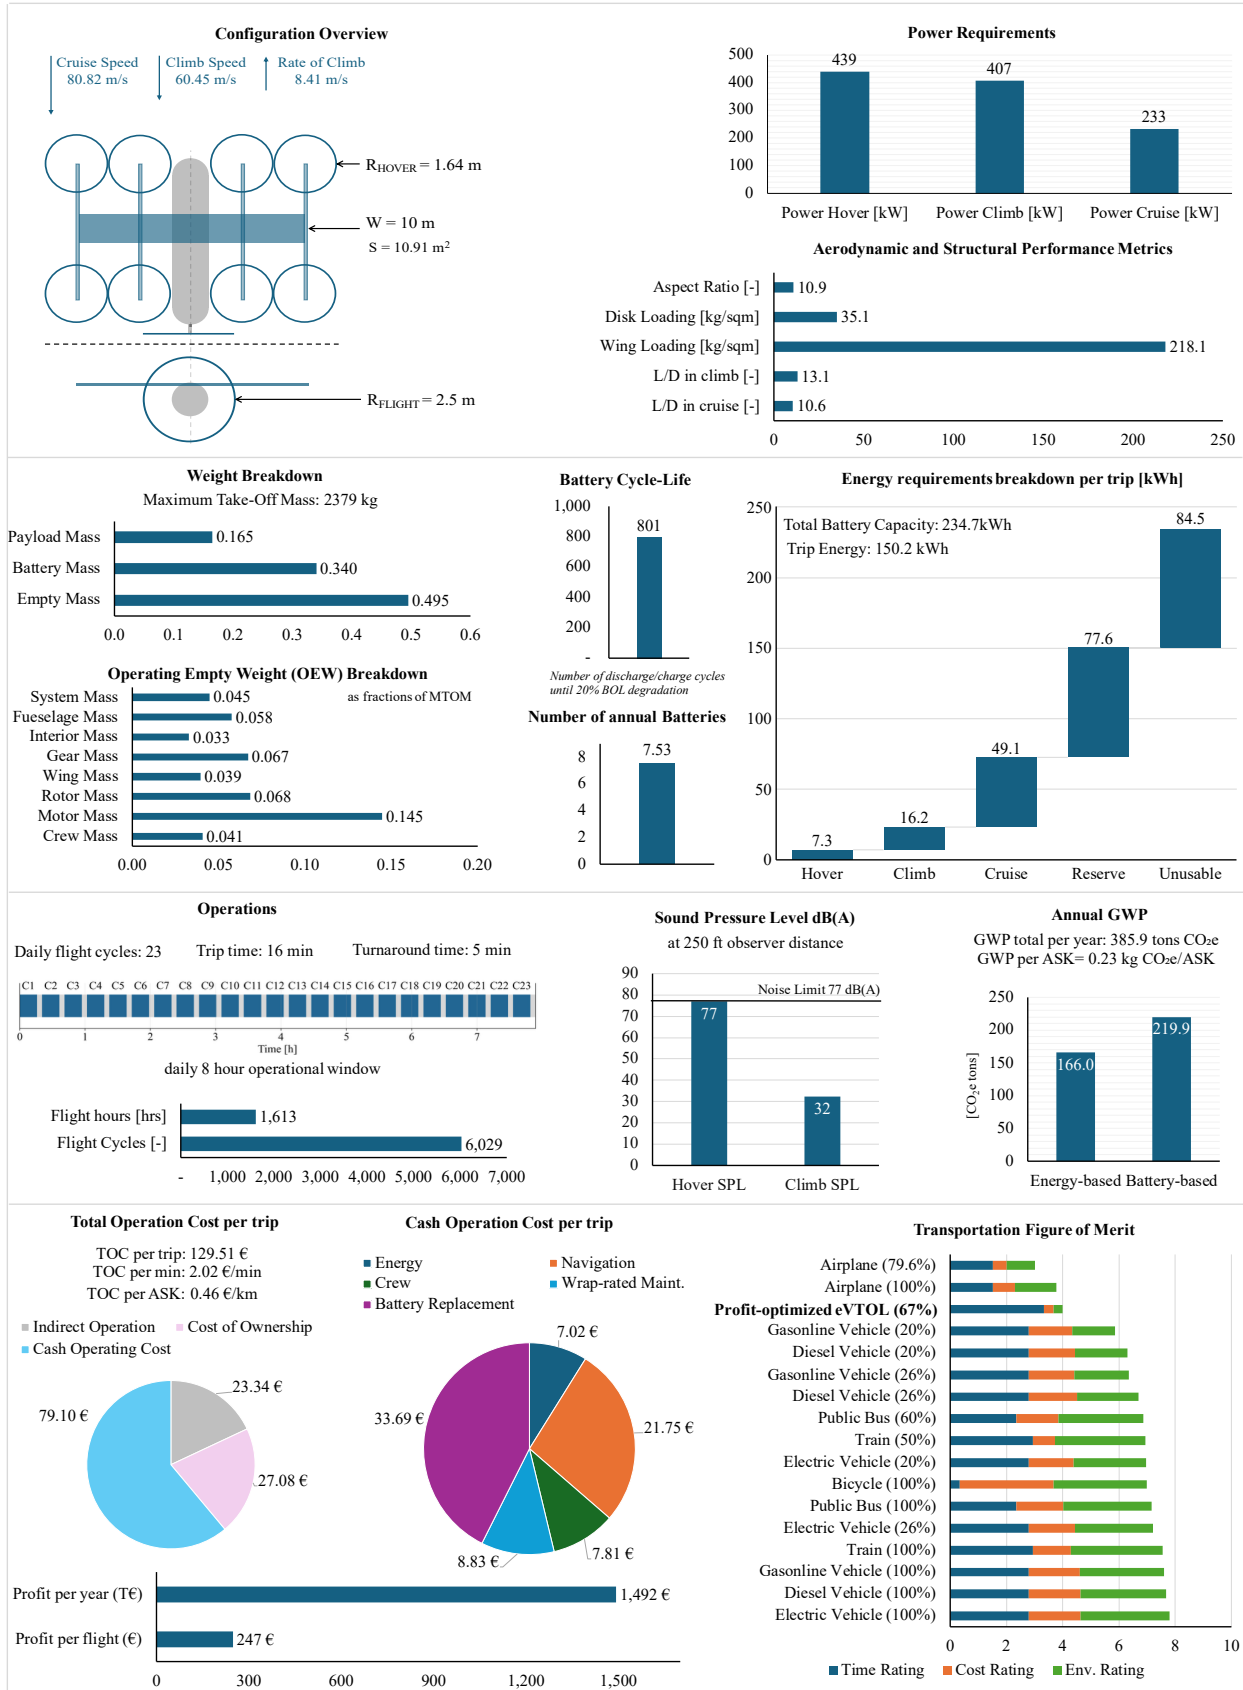 Configuration Overview
Cruise Speed
80.82 m/s
Climb Speed
60.45 m/s
Rate of Climb
8.41 m/s
R_HOVER = 1.64 m
W = 10 m
S = 10.91 m²
R_FLIGHT = 2.5 m
Power Requirements
500
400
300
200
100
0
439
407
233
Power Hover [kW]
Power Climb [kW]
Power Cruise [kW]
Aerodynamic and Structural Performance Metrics
Aspect Ratio [-]
10.9
Disk Loading [kg/sqm]
35.1
Wing Loading [kg/sqm]
218.1
L/D in climb [-]
13.1
L/D in cruise [-]
10.6
0 50 100 150 200 250
Weight Breakdown
Maximum Take-Off Mass: 2379 kg
Payload Mass
0.165
Battery Mass
0.340
Empty Mass
0.495
0.0 0.1 0.2 0.3 0.4 0.5 0.6
Operating Empty Weight (OEW) Breakdown
as fractions of MTOM
System Mass
0.045
Fueselage Mass
0.058
Interior Mass
0.033
Gear Mass
0.067
Wing Mass
0.039
Rotor Mass
0.068
Motor Mass
0.145
Crew Mass
0.041
0.00 0.05 0.10 0.15 0.20
Battery Cycle-Life
1,000
800
600
400
200
-
801
Number of discharge/charge cycles
until 20% BOL degradation
Number of annual Batteries
8
6
4
2
0
7.53
Energy requirements breakdown per trip [kWh]
Total Battery Capacity: 234.7kWh
Trip Energy: 150.2 kWh
250
200
150
100
50
0
7.3
16.2
49.1
77.6
84.5
Hover
Climb
Cruise
Reserve
Unusable
Operations
Daily flight cycles: 23
Trip time: 16 min
Turnaround time: 5 min
C1 C2 C3 C4 C5 C6 C7 C8 C9 C10 C11 C12 C13 C14 C15 C16 C17 C18 C19 C20 C21 C22 C23
0 1 2 3 4 5 6 7
Time [h]
daily 8 hour operational window
Flight hours [hrs]
1,613
Flight Cycles [-]
6,029
- 1,000 2,000 3,000 4,000 5,000 6,000 7,000
Sound Pressure Level dB(A)
at 250 ft observer distance
90
80
70
60
50
40
30
20
10
0
Noise Limit 77 dB(A)
77
32
Hover SPL
Climb SPL
Annual GWP
GWP total per year: 385.9 tons CO₂e
GWP per ASK= 0.23 kg CO₂e/ASK
[CO₂e tons]
250
200
150
100
50
0
166.0
219.9
Energy-based
Battery-based
Total Operation Cost per trip
TOC per trip: 129.51 €
TOC per min: 2.02 €/min
TOC per ASK: 0.46 €/km
Indirect Operation
Cost of Ownership
Cash Operating Cost
23.34 €
79.10 €
27.08 €
Cash Operation Cost per trip
Energy
Navigation
Crew
Wrap-rated Maint.
Battery Replacement
7.02 €
33.69 €
21.75 €
8.83 €
7.81 €
Profit per year (T€)
1,492 €
Profit per flight (€)
247 €
0 300 600 900 1,200 1,500
Transportation Figure of Merit
Airplane (79.6%)
Airplane (100%)
Profit-optimized eVTOL (67%)
Gasonline Vehicle (20%)
Diesel Vehicle (20%)
Gasonline Vehicle (26%)
Diesel Vehicle (26%)
Public Bus (60%)
Train (50%)
Electric Vehicle (20%)
Bicycle (100%)
Public Bus (100%)
Electric Vehicle (26%)
Train (100%)
Gasonline Vehicle (100%)
Diesel Vehicle (100%)
Electric Vehicle (100%)
0 2 4 6 8 10
Time Rating
Cost Rating
Env. Rating